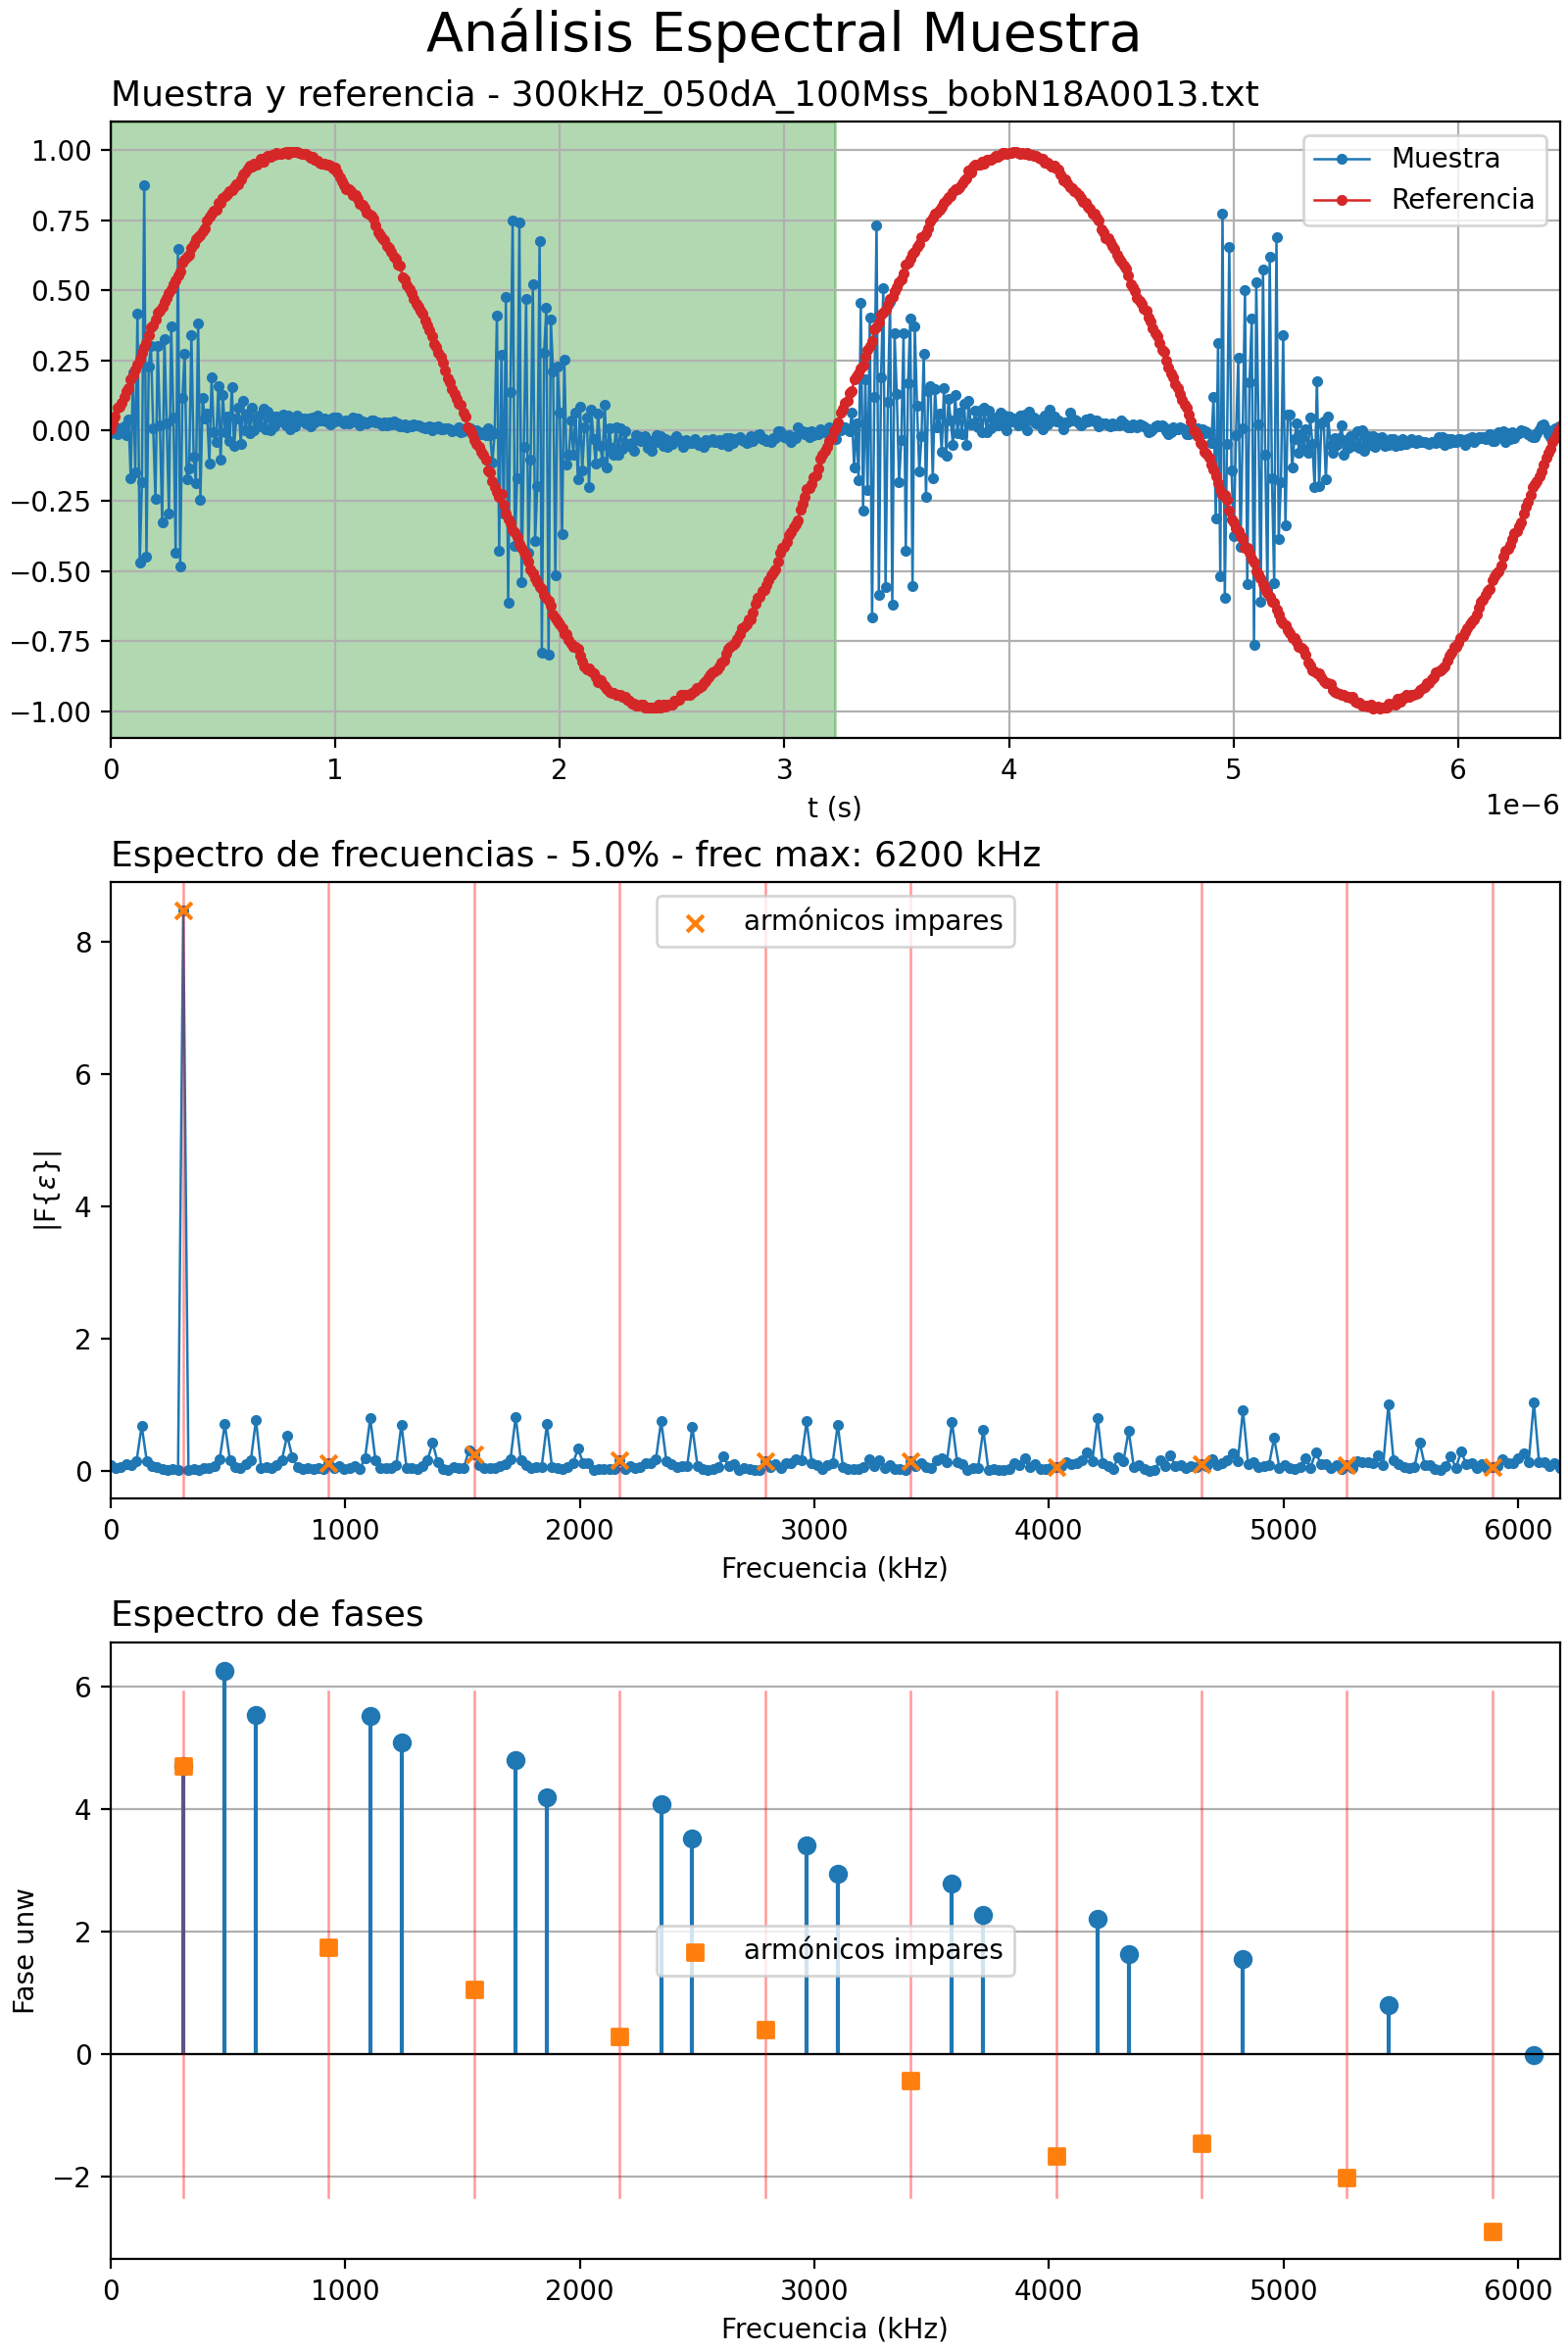 Análisis Espectral Muestra
Muestra y referencia - 300kHz_050dA_100Mss_bobN18A0013.txt
1.00
0.75
0.50
0.25
0.00
−0.25
−0.50
−0.75
−1.00
Muestra
Referencia
0 1 2 3 4 5 6
t (s)
1e−6
Espectro de frecuencias - 5.0% - frec max: 6200 kHz
armónicos impares
8
6
4
2
0
|F{ε}|
0 1000 2000 3000 4000 5000 6000
Frecuencia (kHz)
Espectro de fases
6
4
2
0
−2
Fase unw
armónicos impares
0 1000 2000 3000 4000 5000 6000
Frecuencia (kHz)